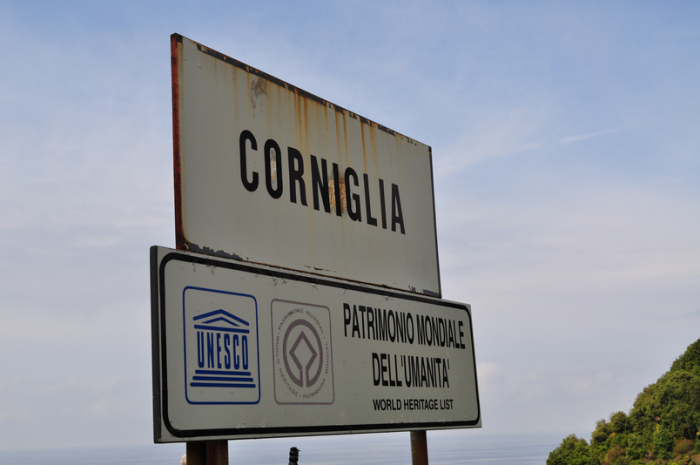 CORNIGLIA
UNESCO
PATRIMONIO MONDIALE
DELL'UMANITA'
WORLD HERITAGE LIST